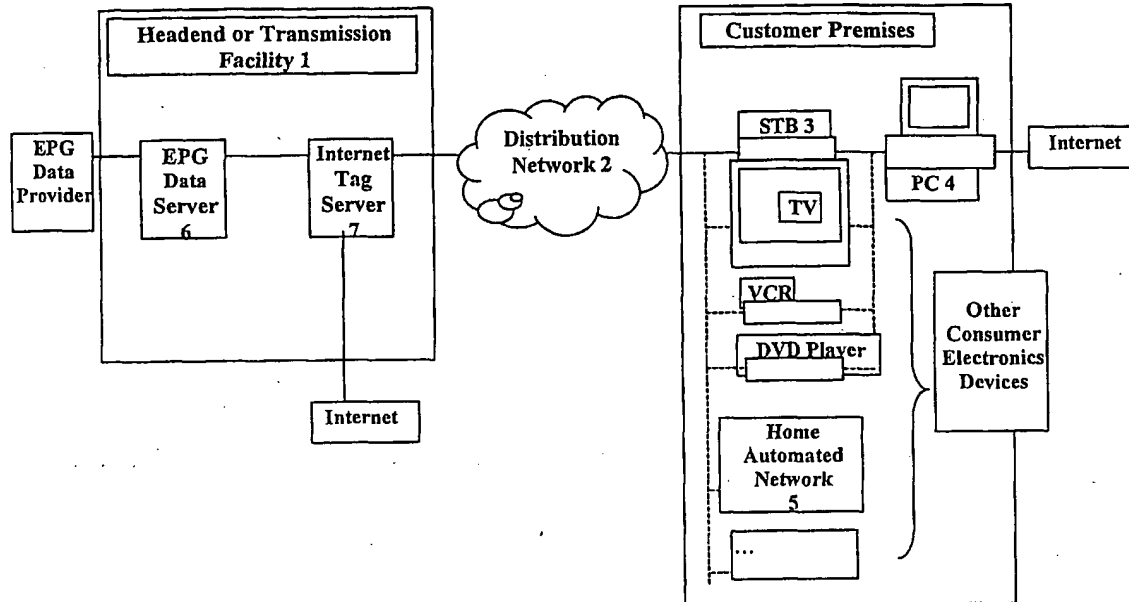 Headend or Transmission
Facility 1
EPG
Data
Provider
EPG
Data
Server
6
Internet
Tag
Server
7
Internet
Distribution
Network 2
Customer Premises
STB 3
TV
PC 4
Internet
VCR
DVD Player
Home
Automated
Network
5
...
Other
Consumer
Electronics
Devices